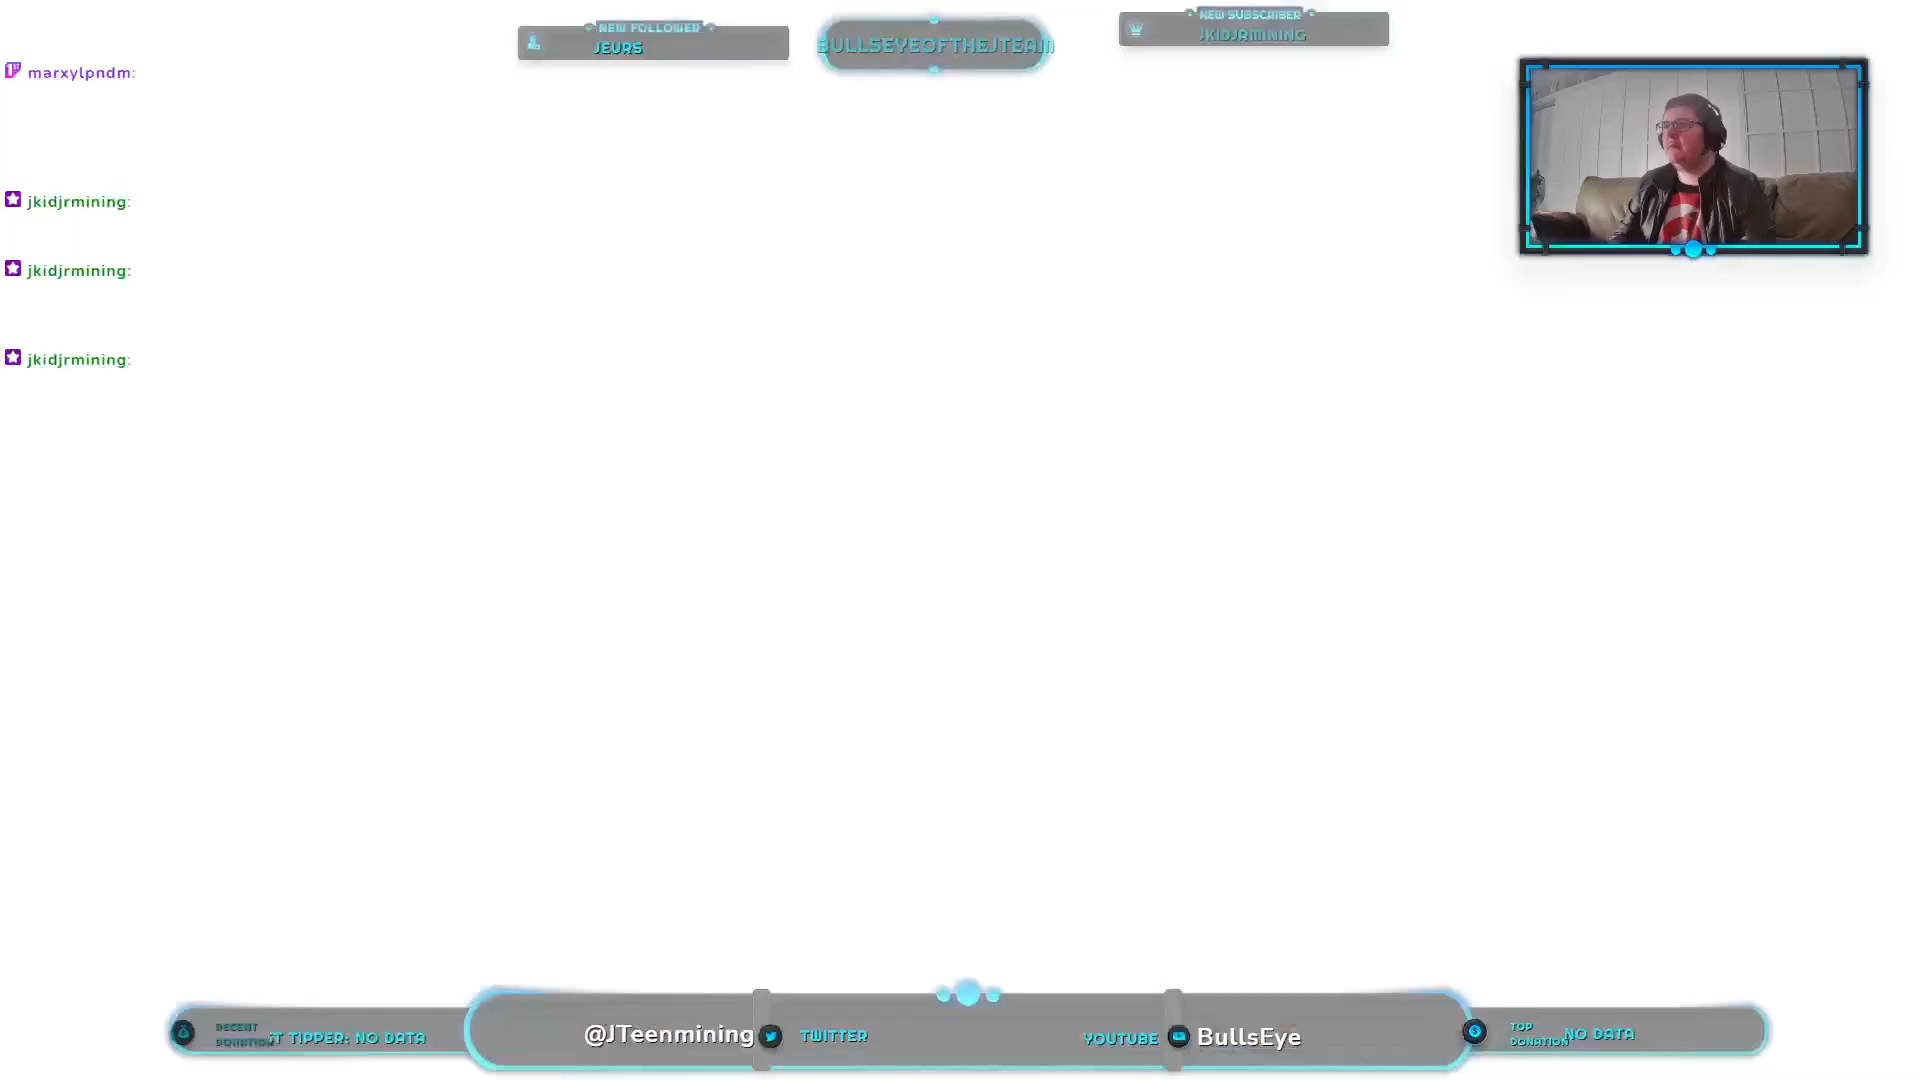 NEW FOLLOWER
JEURS
BULLSEYEOFTHEJTEAM
NEW SUBSCRIBER
JKIDJRMINING
marxylpndm:
jkidjrmining:
jkidjrmining:
jkidjrmining:
RECENT
DONATION
T TIPPER: NO DATA
@JTeenmining
TWITTER
YOUTUBE
BullsEye
TOP
DONATION
NO DATA